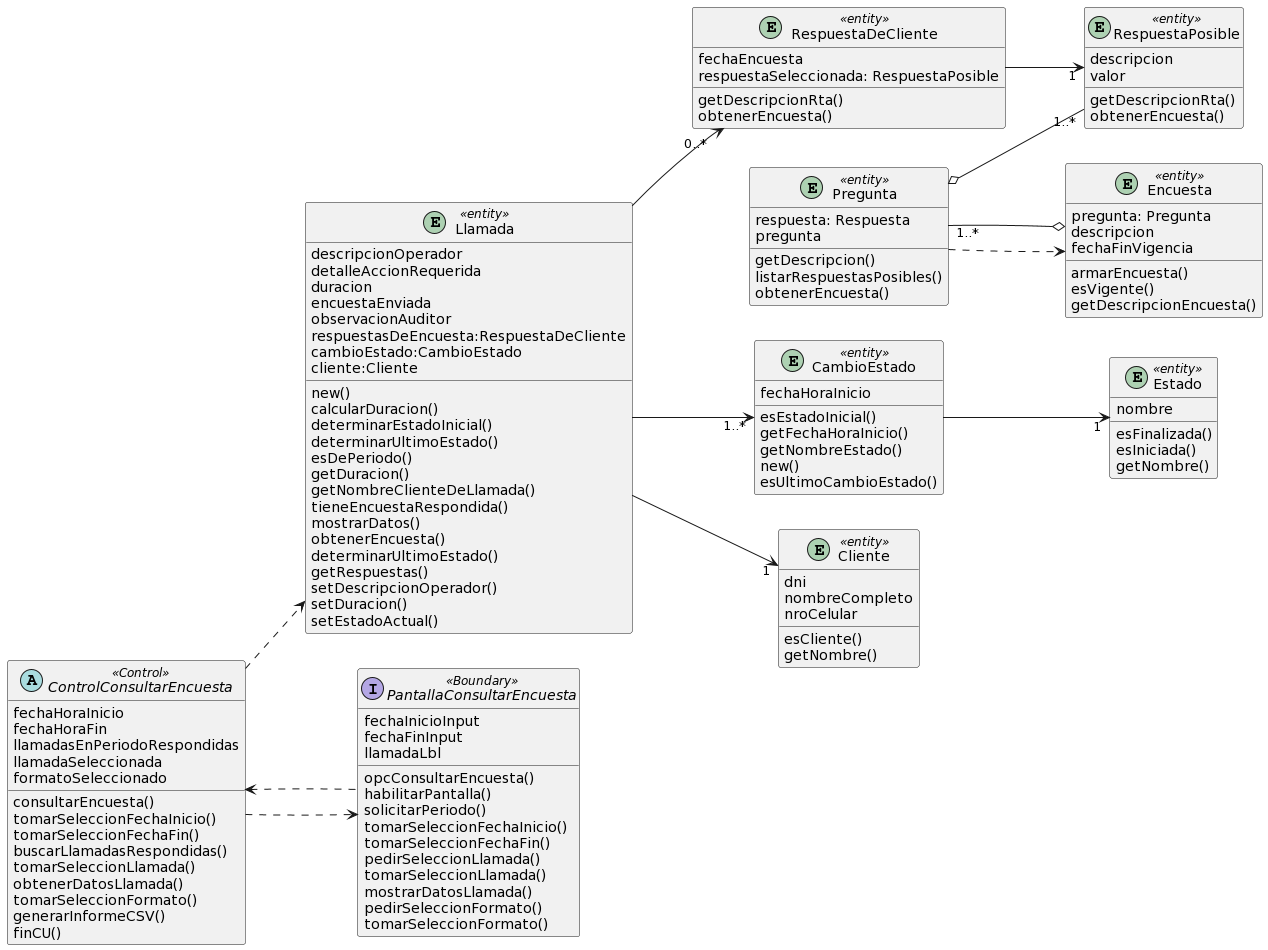 E
«entity»
RespuestaDeCliente
fechaEncuesta
respuestaSeleccionada: RespuestaPosible
getDescripcionRta()
obtenerEncuesta()
E
«entity»
RespuestaPosible
descripcion
valor
getDescripcionRta()
obtenerEncuesta()
1
0..*
1..*
E
«entity»
Pregunta
respuesta: Respuesta
pregunta
getDescripcion()
listarRespuestasPosibles()
obtenerEncuesta()
1..*
E
«entity»
Encuesta
pregunta: Pregunta
descripcion
fechaFinVigencia
armarEncuesta()
esVigente()
getDescripcionEncuesta()
E
«entity»
Llamada
descripcionOperador
detalleAccionRequerida
duracion
encuestaEnviada
observacionAuditor
respuestasDeEncuesta:RespuestaDeCliente
cambioEstado:CambioEstado
cliente:Cliente
new()
calcularDuracion()
determinarEstadoInicial()
determinarUltimoEstado()
esDePeriodo()
getDuracion()
getNombreClienteDeLlamada()
tieneEncuestaRespondida()
mostrarDatos()
obtenerEncuesta()
determinarUltimoEstado()
getRespuestas()
setDescripcionOperador()
setDuracion()
setEstadoActual()
1..*
E
«entity»
CambioEstado
fechaHoraInicio
esEstadoInicial()
getFechaHoraInicio()
getNombreEstado()
new()
esUltimoCambioEstado()
1
E
«entity»
Estado
nombre
esFinalizada()
esIniciada()
getNombre()
1
E
«entity»
Cliente
dni
nombreCompleto
nroCelular
esCliente()
getNombre()
A
«Control»
ControlConsultarEncuesta
fechaHoraInicio
fechaHoraFin
llamadasEnPeriodoRespondidas
llamadaSeleccionada
formatoSeleccionado
consultarEncuesta()
tomarSeleccionFechaInicio()
tomarSeleccionFechaFin()
buscarLlamadasRespondidas()
tomarSeleccionLlamada()
obtenerDatosLlamada()
tomarSeleccionFormato()
generarInformeCSV()
finCU()
I
«Boundary»
PantallaConsultarEncuesta
fechaInicioInput
fechaFinInput
llamadaLbl
opcConsultarEncuesta()
habilitarPantalla()
solicitarPeriodo()
tomarSeleccionFechaInicio()
tomarSeleccionFechaFin()
pedirSeleccionLlamada()
tomarSeleccionLlamada()
mostrarDatosLlamada()
pedirSeleccionFormato()
tomarSeleccionFormato()